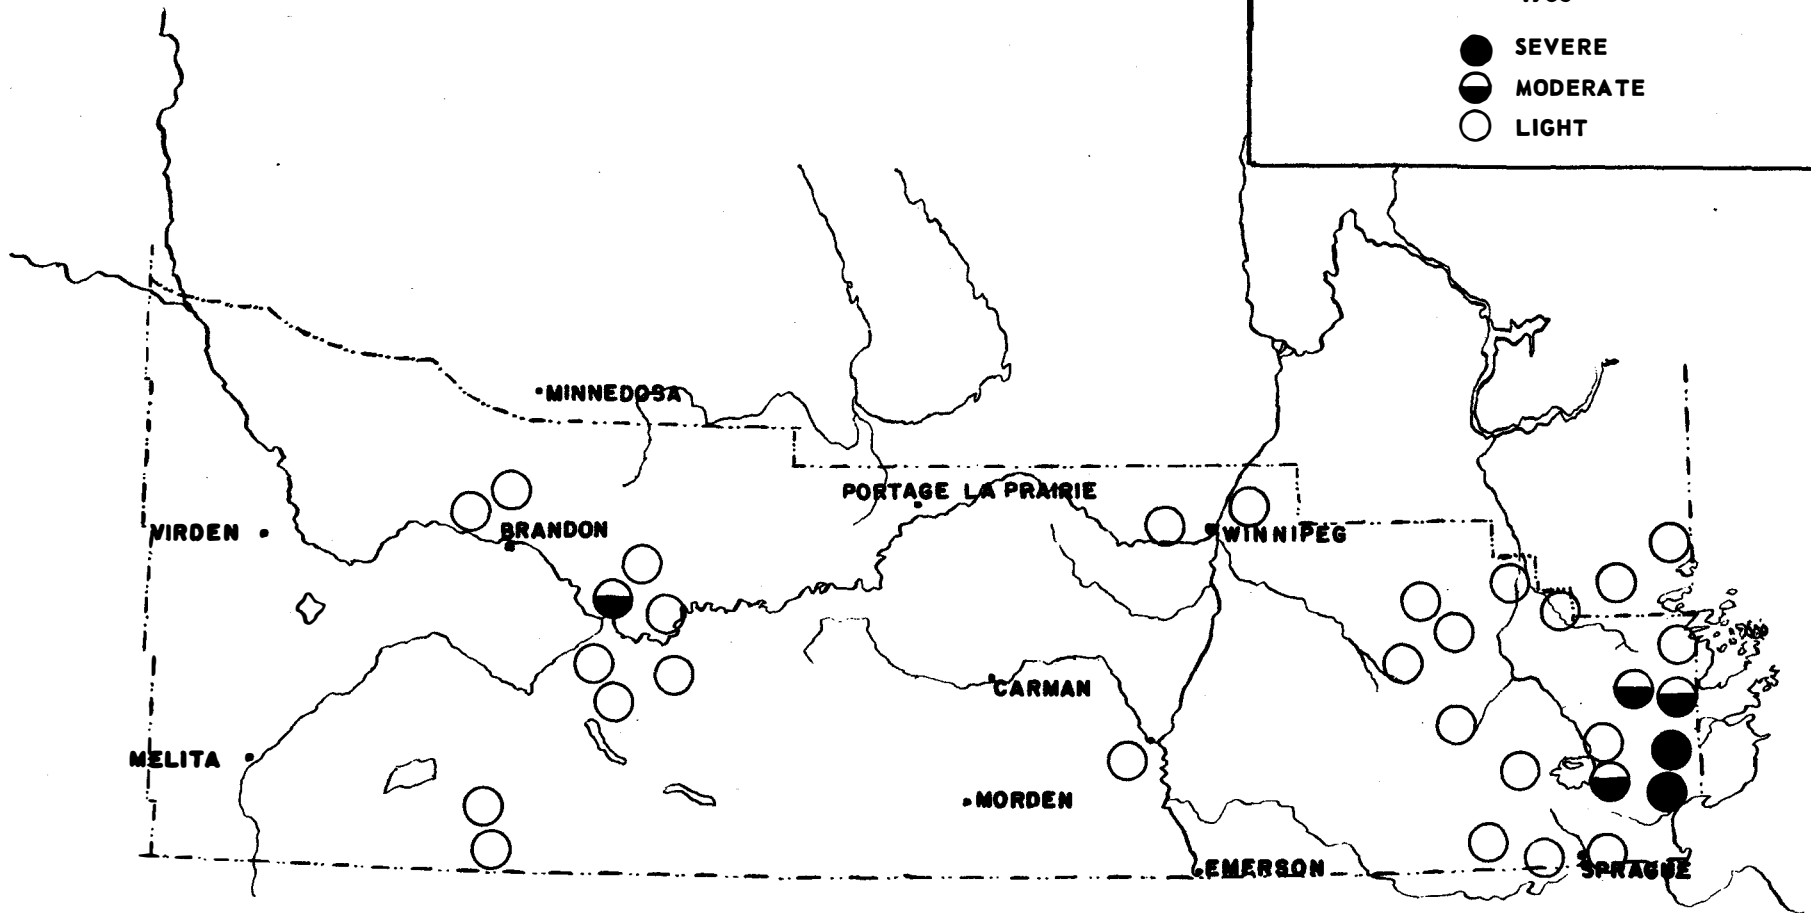 SEVERE
MODERATE
LIGHT
MINNEDOSA
PORTAGE LA PRAIRIE
VIRDEN
BRANDON
WINNIPEG
CARMAN
MELITA
MORDEN
EMERSON
SPRAGUE